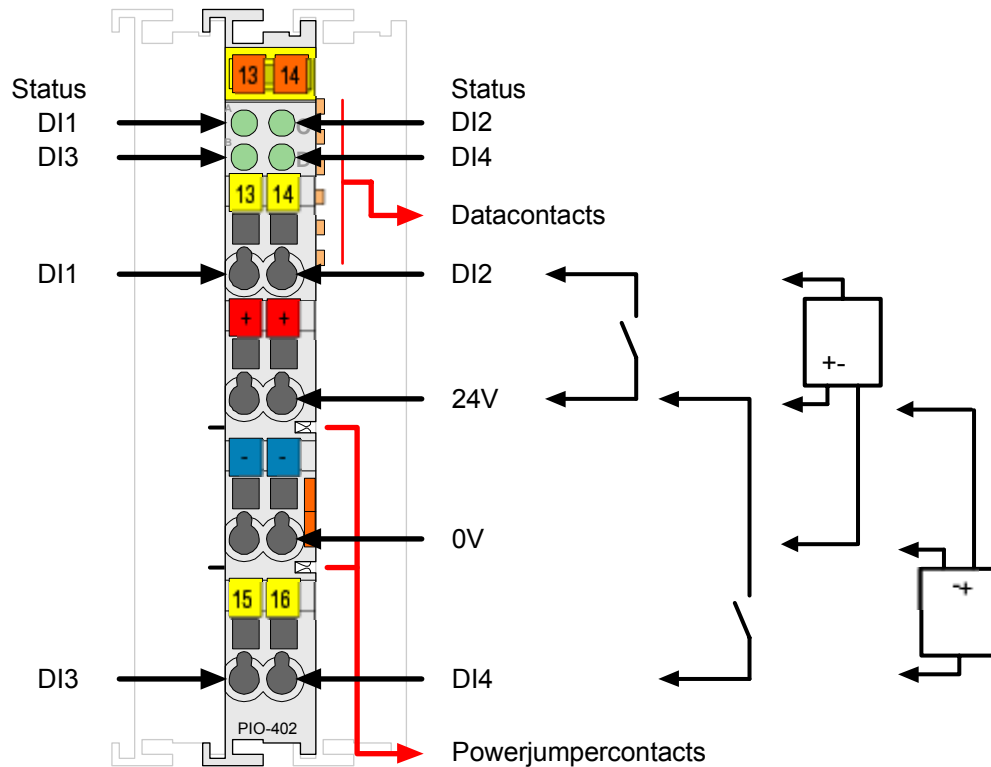 13 14
Status
Status
A
C
DI1
DI2
B
D
DI3
DI4
13 14
Datacontacts
DI1
DI2
+ +
+-
24V
- -
0V
-+
15 16
DI3
DI4
PIO-402
Powerjumpercontacts